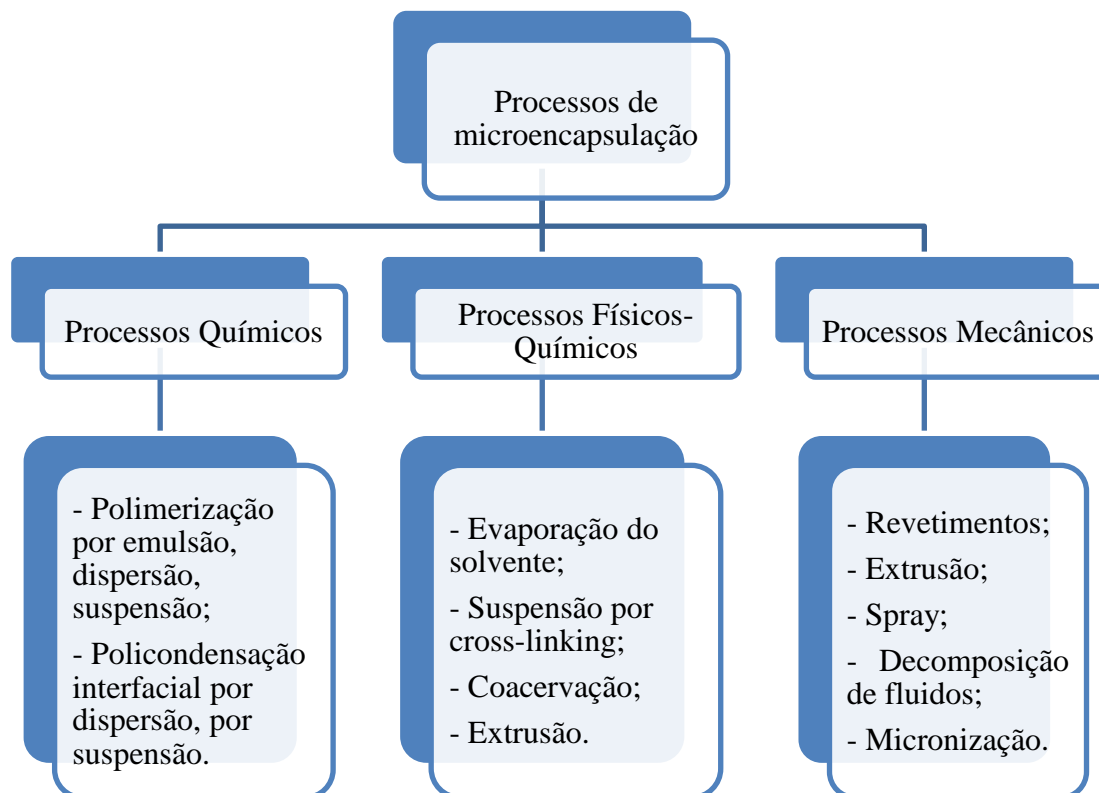 Processos de
microencapsulação
Processos Químicos
Processos Físicos-
Químicos
Processos Mecânicos
- Polimerização
por emulsão,
dispersão,
suspensão;
- Policondensação
interfacial por
dispersão, por
suspensão.
- Evaporação do
solvente;
- Suspensão por
cross-linking;
- Coacervação;
- Extrusão.
- Revetimentos;
- Extrusão;
- Spray;
- Decomposição
de fluidos;
- Micronização.